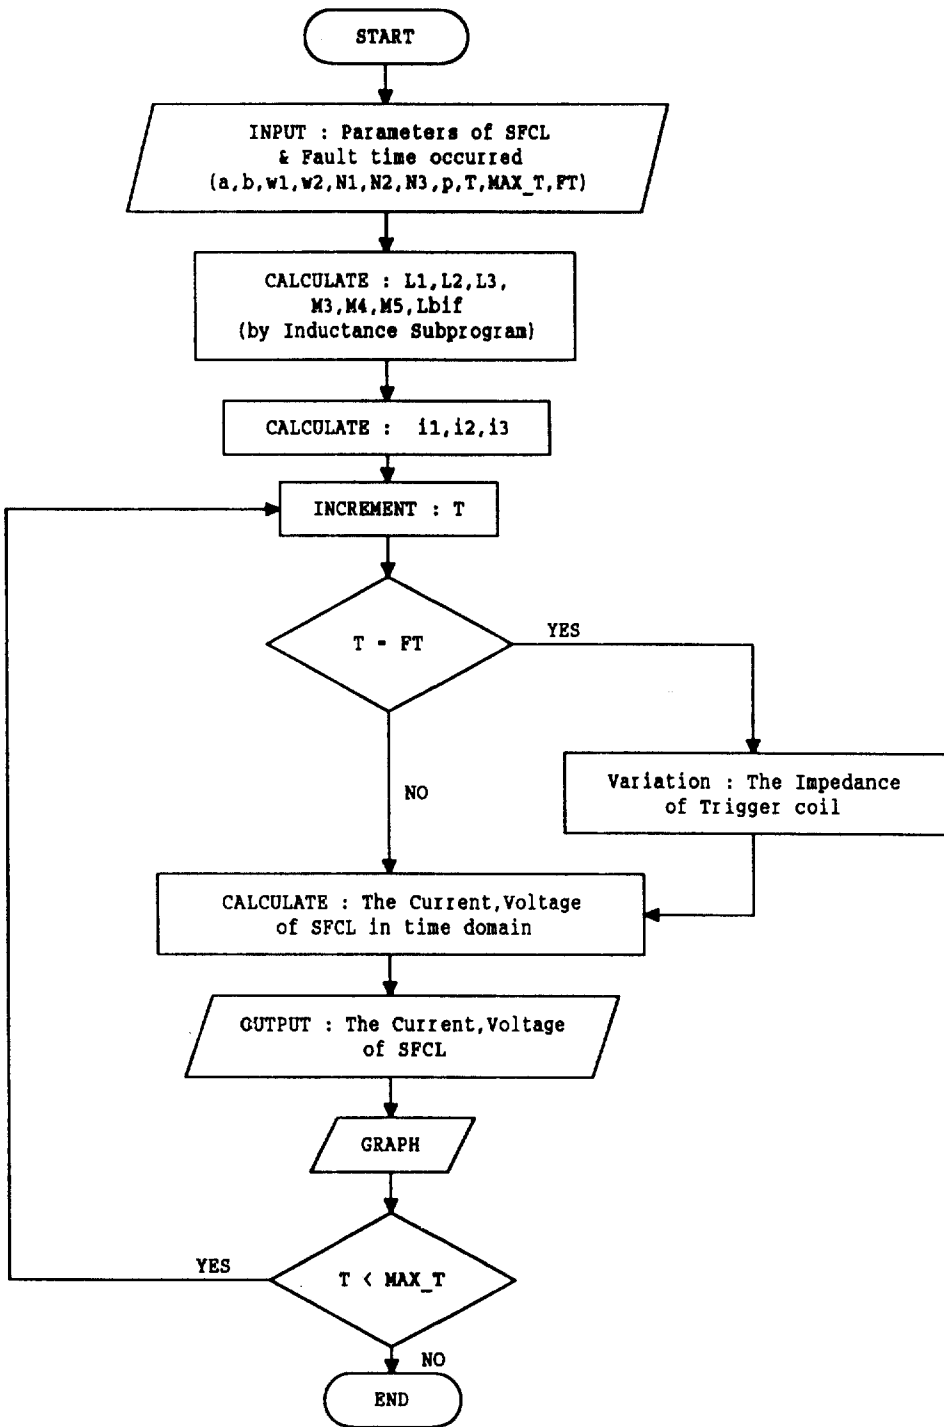 START
INPUT : Parameters of SFCL
& Fault time occurred
(a,b,w1,w2,N1,N2,N3,p,T,MAX_T,FT)
CALCULATE : L1,L2,L3,
M3,M4,M5,Lbif
(by Inductance Subprogram)
CALCULATE : i1,i2,i3
INCREMENT : T
T = FT
YES
Variation : The Impedance
of Trigger coil
NO
CALCULATE : The Current,Voltage
of SFCL in time domain
OUTPUT : The Current,Voltage
of SFCL
GRAPH
YES
T < MAX_T
NO
END